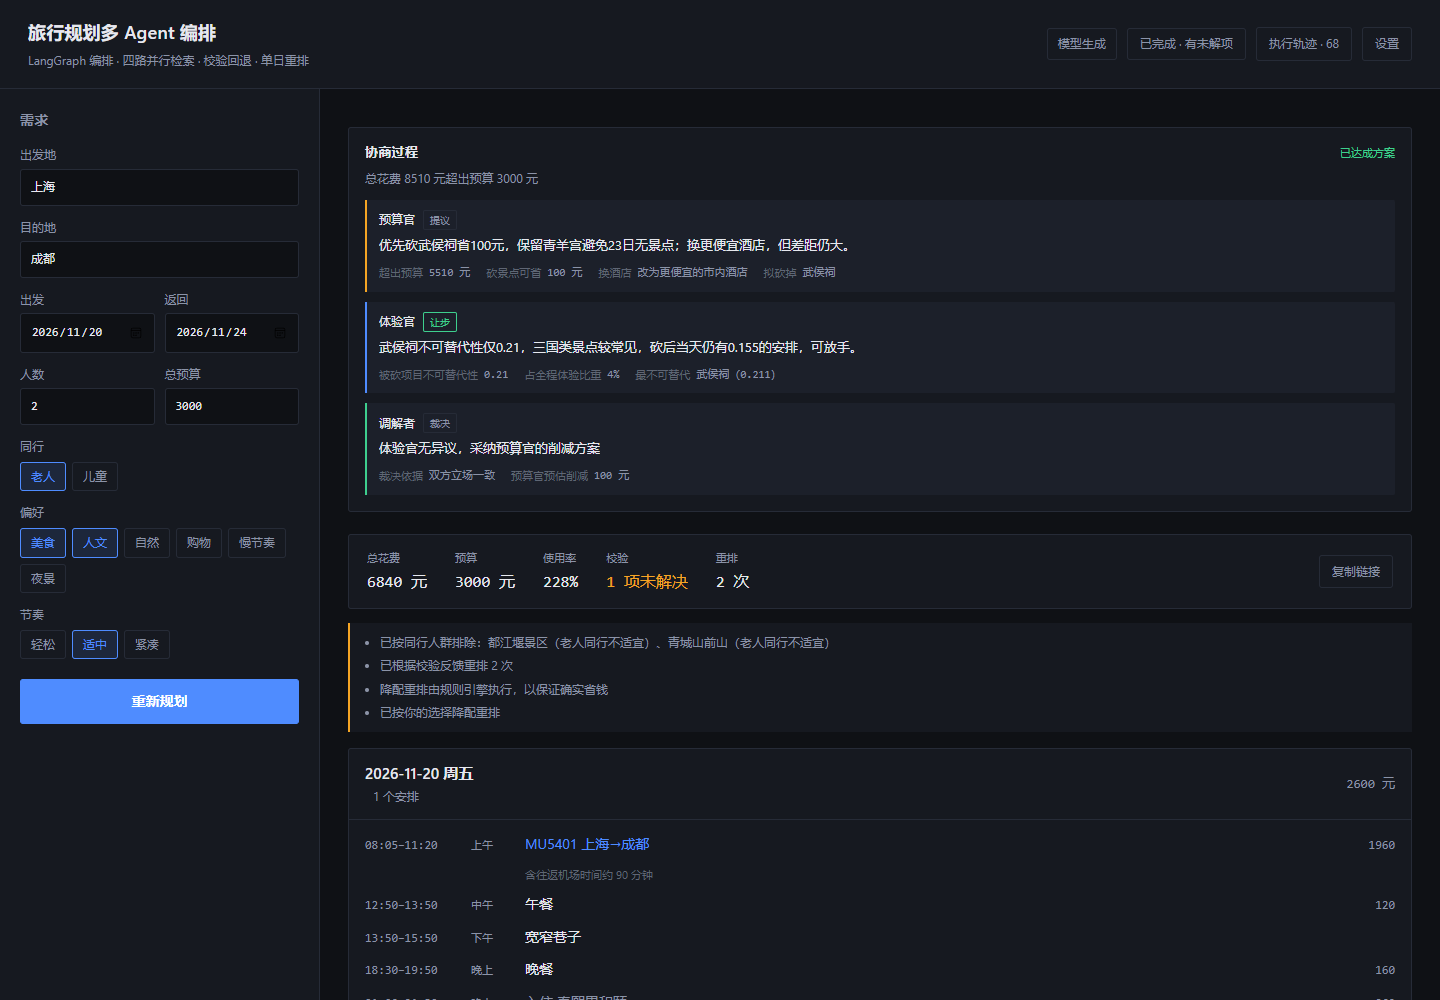 旅行规划多 Agent 编排
LangGraph 编排 · 四路并行检索 · 校验回退 · 单日重排
模型生成
已完成 · 有未解项
执行轨迹 · 68
设置
需求
出发地
上海
目的地
成都
出发
返回
2026/11/20
2026/11/24
人数
总预算
2
3000
同行
老人
儿童
偏好
美食
人文
自然
购物
慢节奏
夜景
节奏
轻松
适中
紧凑
重新规划
协商过程
已达成方案
总花费 8510 元超出预算 3000 元
预算官 提议
优先砍武侯祠省100元，保留青羊宫避免23日无景点；换更便宜酒店，但差距仍大。
超出预算 5510 元 砍景点可省 100 元 换酒店 改为更便宜的市内酒店 拟砍掉 武侯祠
体验官 让步
武侯祠不可替代性仅0.21，三国类景点较常见，砍后当天仍有0.155的安排，可放手。
被砍项目不可替代性 0.21 占全程体验比重 4% 最不可替代 武侯祠 (0.211)
调解者 裁决
体验官无异议，采纳预算官的削减方案
裁决依据 双方立场一致 预算官预估削减 100 元
总花费
预算
使用率
校验
重排
6840 元
3000 元
228%
1 项未解决
2 次
复制链接
已按同行人群排除：都江堰景区（老人同行不适宜）、青城山前山（老人同行不适宜）
已根据校验反馈重排 2 次
降配重排由规则引擎执行，以保证确实省钱
已按你的选择降配重排
2026-11-20 周五
1 个安排
2600 元
08:05–11:20 上午 MU5401 上海→成都 1960
含往返机场时间约 90 分钟
12:50–13:50 中午 午餐 120
13:50–15:50 下午 宽窄巷子
18:30–19:50 晚上 晚餐 160